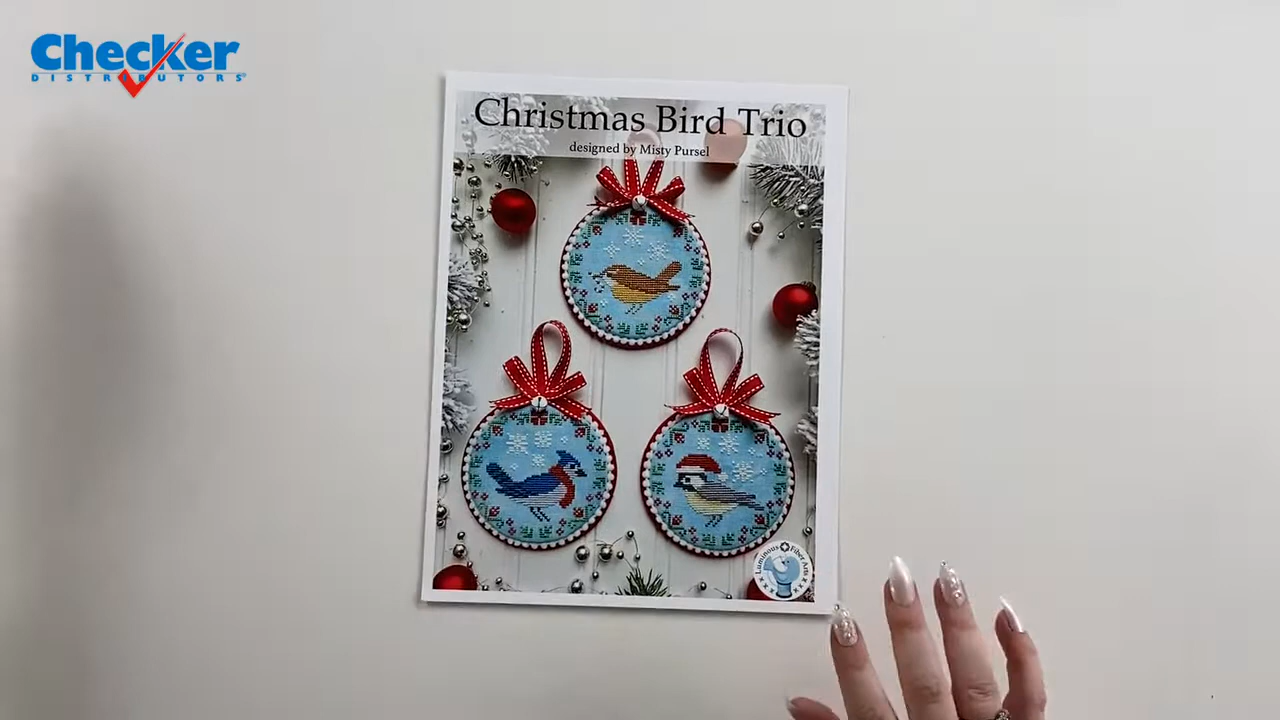 Checker
DISTRIBUTORS
Christmas Bird Trio
designed by Misty Pursel
Luminous Fiber Arts